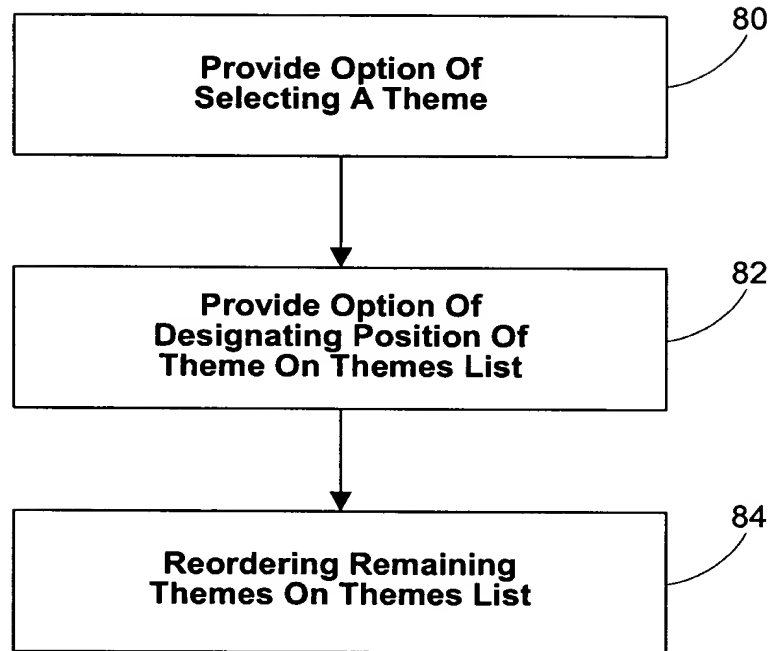 80
Provide Option Of
Selecting A Theme
82
Provide Option Of
Designating Position Of
Theme On Themes List
84
Reordering Remaining
Themes On Themes List